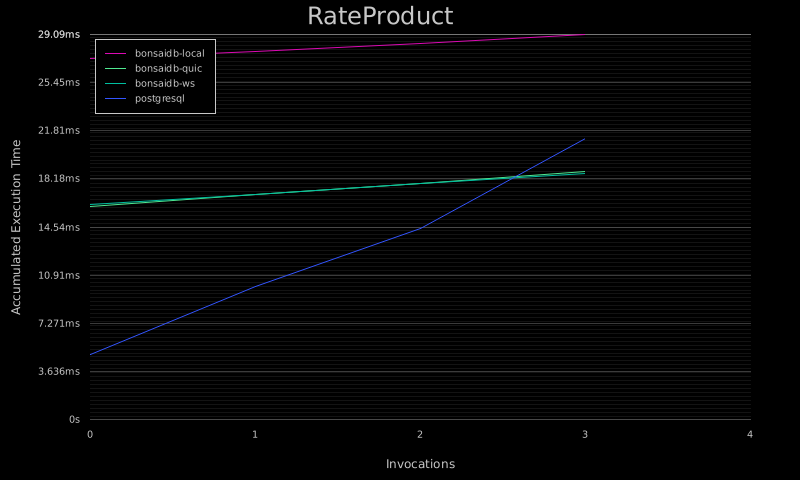 RateProduct
29.09ms
25.45ms
21.81ms
18.18ms
14.54ms
10.91ms
7.271ms
3.636ms
0s
Accumulated Execution Time
bonsaidb-local
bonsaidb-quic
bonsaidb-ws
postgresql
0 1 2 3 4
Invocations